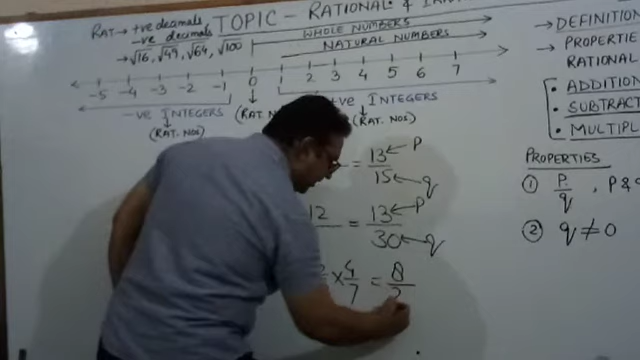 TOPIC - RATIONAL &
RAT → +ve decimals
-ve decimals
→ √16, √49, √64, √100
WHOLE NUMBERS
NATURAL NUMBERS
-5 -4 -3 -2 -1 0 1 2 3 4 5 6 7
-ve INTEGERS
+ve INTEGERS
(RAT. NOS)
(RAT. NOS)
→ DEFINITION
→ PROPERTIE
RATIONAL
• ADDITION
• SUBTRACT
• MULTIPL
= 13/15 P q
12 = 13/30 P q
× 4/7 = 8
PROPERTIES
① P/q , P &
② q ≠ 0